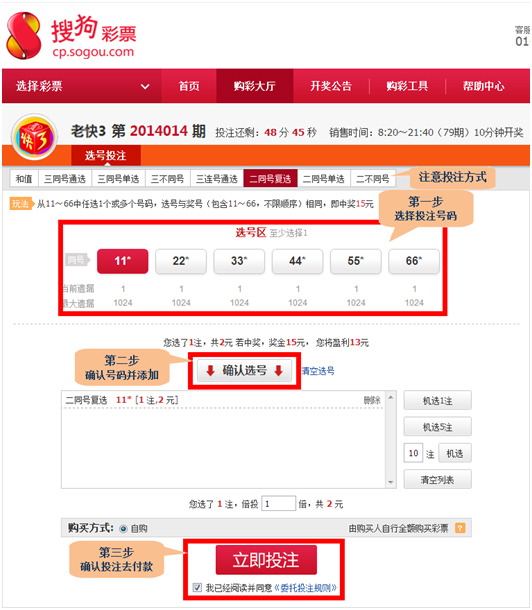 搜狗彩票
cp.sogou.com
客服
01
选择彩票 首页 购彩大厅 开奖公告 购彩工具 帮助中心
快3
老快3 第 2014014 期 投注还剩: 48 分 45 秒 销售时间: 8:20~21:40 (79期) 10分钟开奖
选号投注
和值 三同号通选 三同号单选 三不同号 三连号通选 二同号复选 二同号单选 二不同号
注意投注方式
玩法 从11~66中任选1个或多个号码，选号与奖号（包含11~66，不限顺序）相同，即中奖15元
第一步
选择投注号码
选号区 至少选择1
同号 11* 22* 33* 44* 55* 66*
当前遗漏 1 1 1 1 1 1
最大遗漏 1024 1024 1024 1024 1024 1024
您选了1注，共2元 若中奖，奖金15元， 您将盈利13元
第二步
确认号码并添加
确认选号
清空选号
二同号复选 11* [1 注,2 元] 删除
机选1注
机选5注
10 注 机选
清空列表
您选了 1 注，倍投 1 倍，共 2 元
购买方式: 自购 由购买人自行全额购买彩票 ?
第三步
确认投注去付款
立即投注
我已经阅读并同意《委托投注规则》